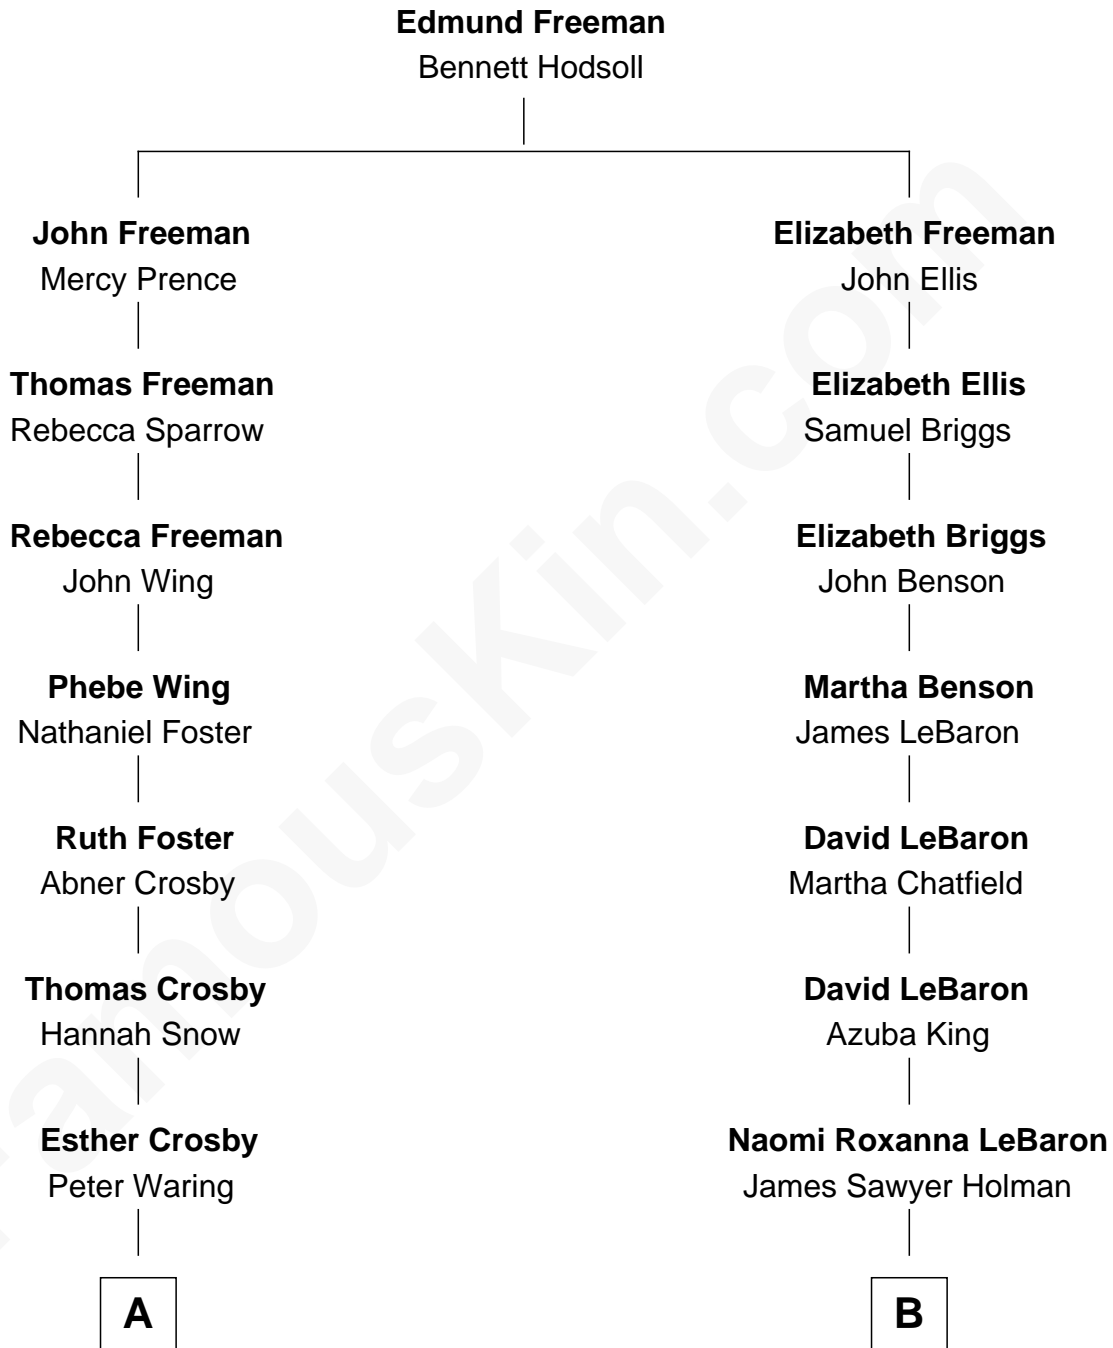 Edmund Freeman
Bennett Hodsoll
John Freeman
Mercy Prence
Elizabeth Freeman
John Ellis
Thomas Freeman
Rebecca Sparrow
Elizabeth Ellis
Samuel Briggs
Rebecca Freeman
John Wing
Elizabeth Briggs
John Benson
Phebe Wing
Nathaniel Foster
Martha Benson
James LeBaron
Ruth Foster
Abner Crosby
David LeBaron
Martha Chatfield
Thomas Crosby
Hannah Snow
David LeBaron
Azuba King
Esther Crosby
Peter Waring
Naomi Roxanna LeBaron
James Sawyer Holman
A
B
FamousKin.com